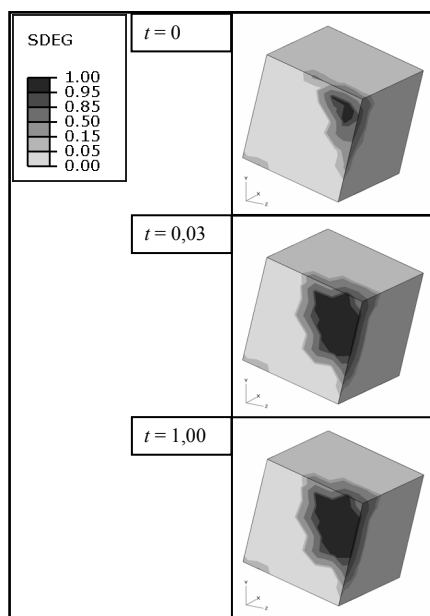 SDEG
1.00
0.95
0.85
0.50
0.15
0.05
0.00
t = 0
Y
X
Z
t = 0,03
Y
X
Z
t = 1,00
Y
X
Z